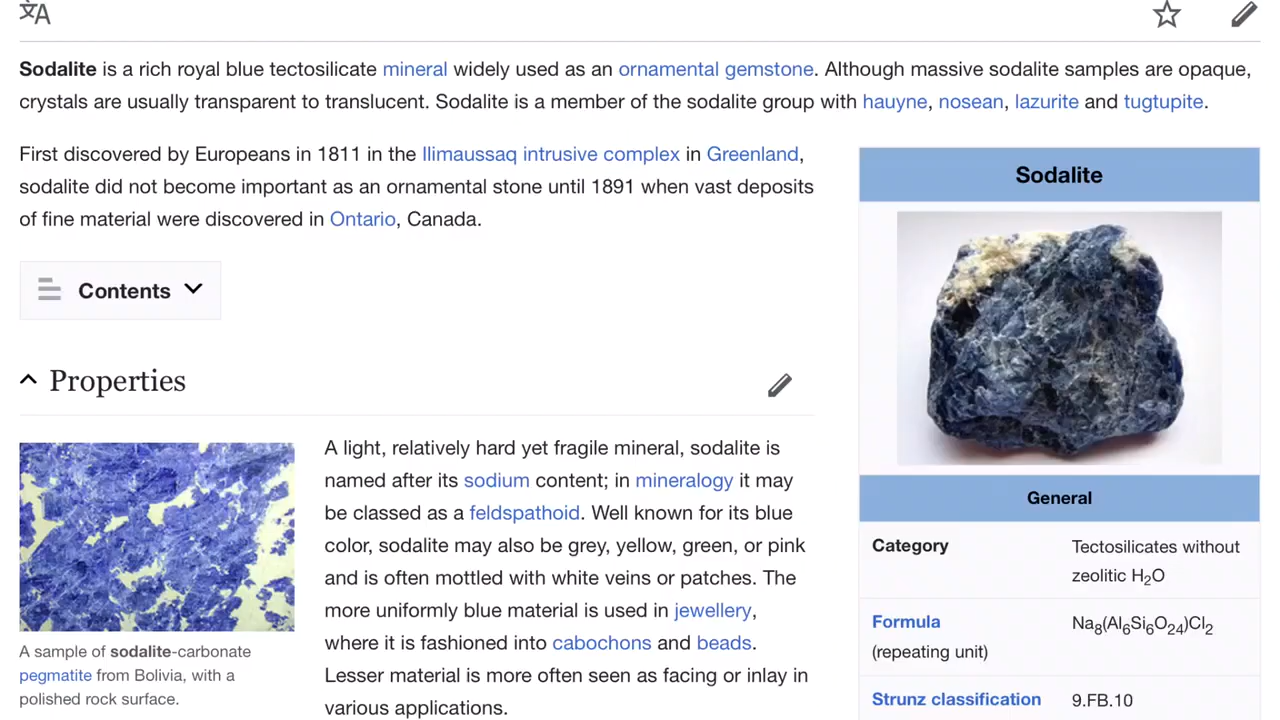 Sodalite is a rich royal blue tectosilicate mineral widely used as an ornamental gemstone. Although massive sodalite samples are opaque,
crystals are usually transparent to translucent. Sodalite is a member of the sodalite group with hauyne, nosean, lazurite and tugtupite.
First discovered by Europeans in 1811 in the Ilimaussaq intrusive complex in Greenland,
sodalite did not become important as an ornamental stone until 1891 when vast deposits
of fine material were discovered in Ontario, Canada.
Contents
Properties
A sample of sodalite-carbonate
pegmatite from Bolivia, with a
polished rock surface.
A light, relatively hard yet fragile mineral, sodalite is
named after its sodium content; in mineralogy it may
be classed as a feldspathoid. Well known for its blue
color, sodalite may also be grey, yellow, green, or pink
and is often mottled with white veins or patches. The
more uniformly blue material is used in jewellery,
where it is fashioned into cabochons and beads.
Lesser material is more often seen as facing or inlay in
various applications.
Sodalite
General
Category Tectosilicates without
zeolitic H₂O
Formula Na₈(Al₆Si₆O₂₄)Cl₂
(repeating unit)
Strunz classification 9.FB.10